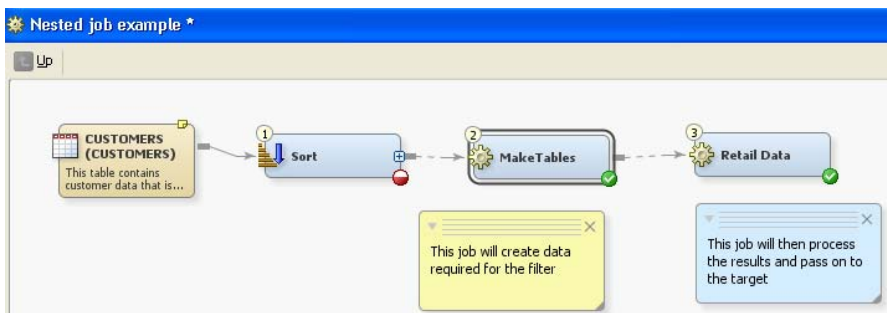 Nested job example *
Up
CUSTOMERS
(CUSTOMERS)
This table contains
customer data that is...
1
Sort
2
MakeTables
3
Retail Data
This job will create data
required for the filter
This job will then process
the results and pass on to
the target